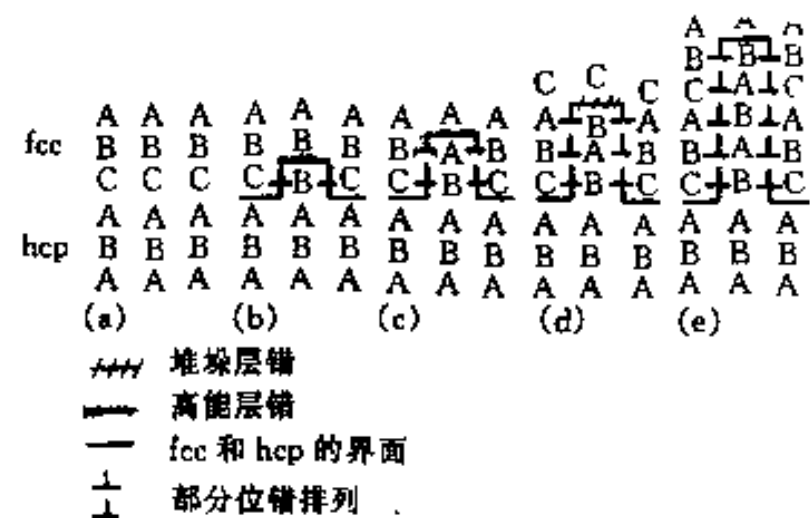 A A
B B B
C C C C A C
A A A A A A A A A A B A A B A
fcc B B B B B B B A B B A B B A B
C C C C B C C B C C B C C B C
A A A A A A A A A A A A A A A
hcp B B B B B B B B B B B B B B B
A A A A A A A A A A A A A A A
(a) (b) (c) (d) (e)
堆垛层错
高能层错
fcc 和 hcp 的界面
部分位错排列